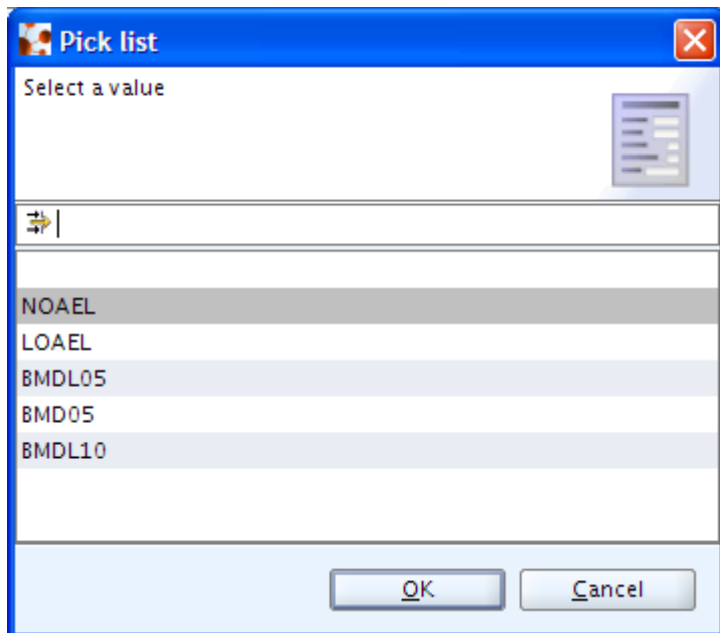 Pick list
Select a value
NOAEL
LOAEL
BMDL05
BMD05
BMDL10
OK
Cancel